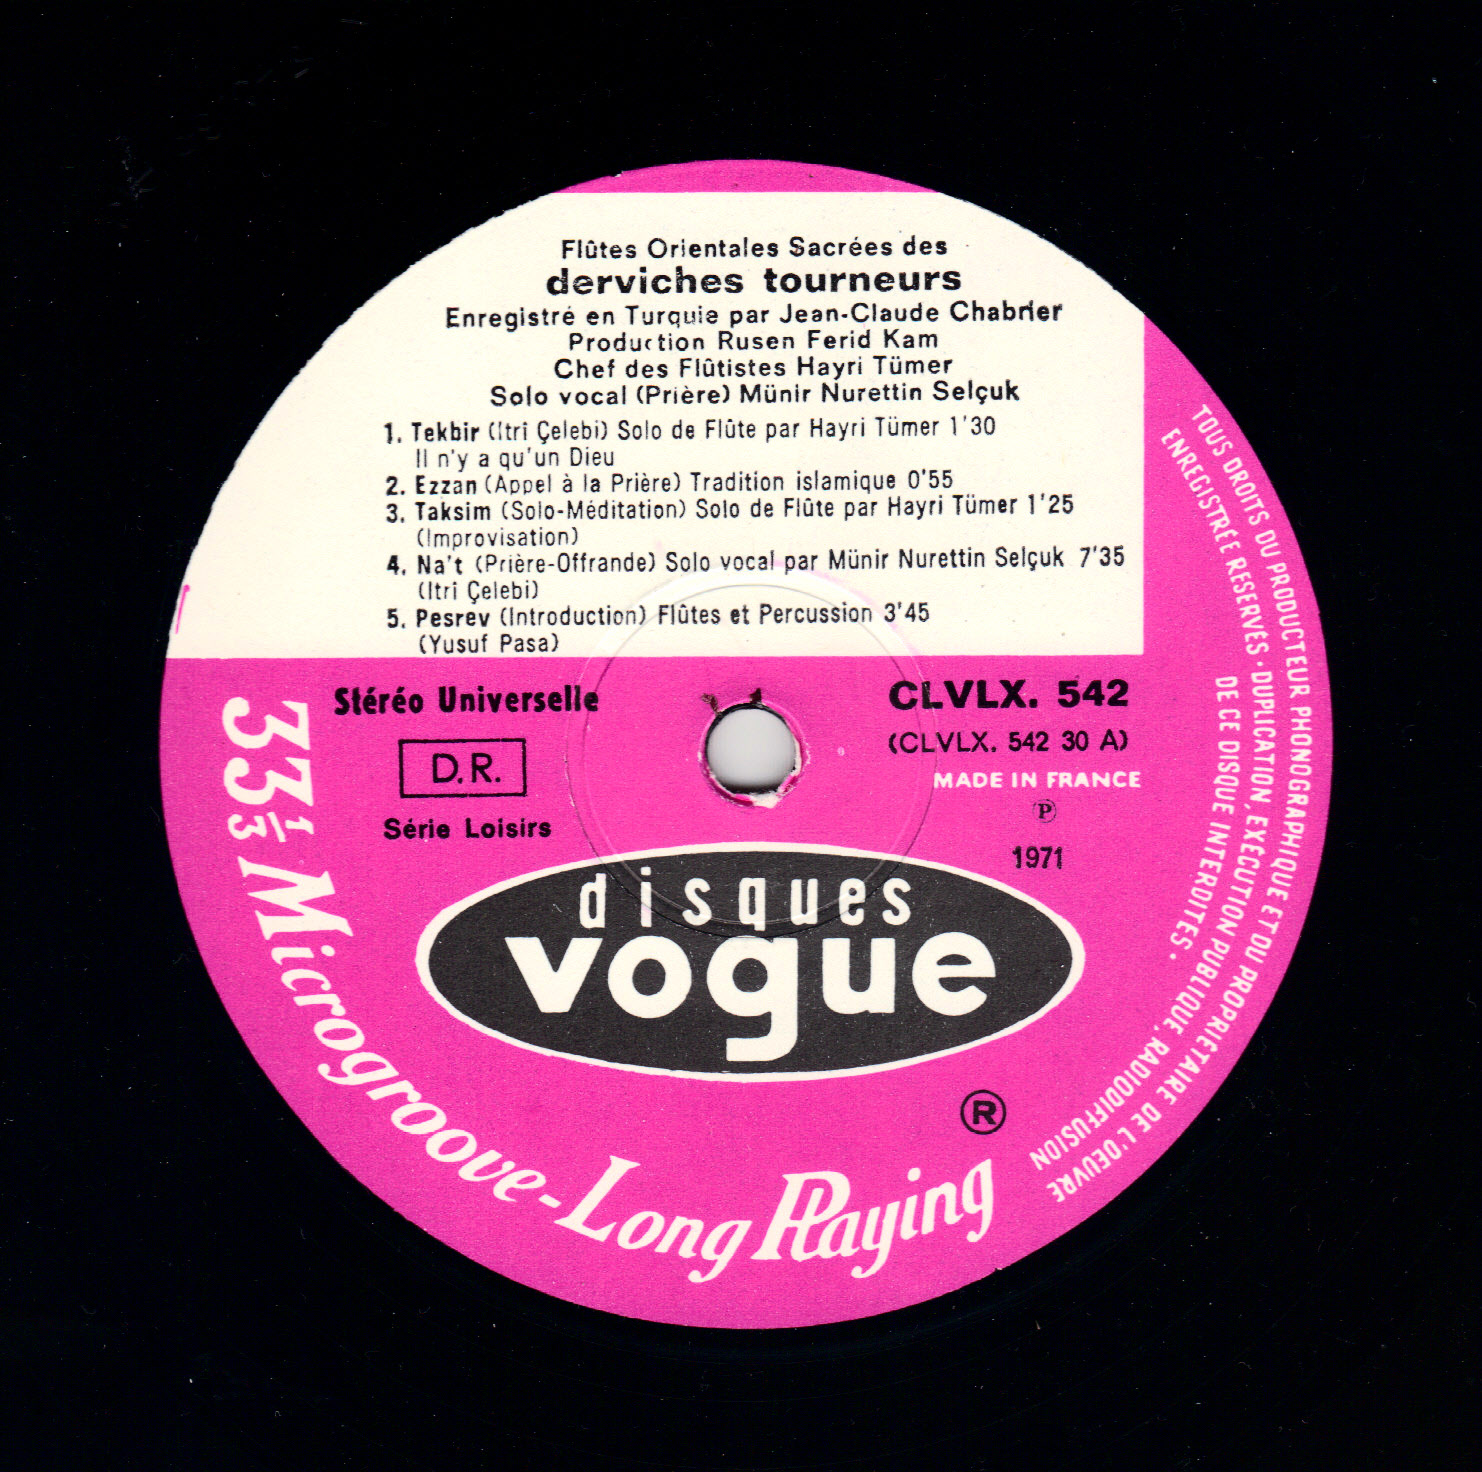 Flûtes Orientales Sacrées des
derviches tourneurs
Enregistré en Turquie par Jean-Claude Chabrier
Production Rusen Ferid Kam
Chef des Flûtistes Hayri Tümer
Solo vocal (Prière) Münir Nurettin Selçuk
1. Tekbir (Itrî Çelebi) Solo de Flûte par Hayri Tümer 1'30
Il n'y a qu'un Dieu
2. Ezzan (Appel à la Prière) Tradition islamique 0'55
3. Taksim (Solo-Méditation) Solo de Flûte par Hayri Tümer 1'25
(Improvisation)
4. Na't (Prière-Offrande) Solo vocal par Münir Nurettin Selçuk 7'35
(Itri Çelebi)
5. Pesrev (Introduction) Flûtes et Percussion 3'45
(Yusuf Pasa)
Stéréo Universelle
D.R.
Série Loisirs
CLVLX. 542
(CLVLX. 542 30 A)
MADE IN FRANCE
℗
1971
disques
vogue
®
33 1/3 Microgroove-Long Playing
TOUS DROITS DU PRODUCTEUR PHONOGRAPHIQUE ET DU PROPRIÉTAIRE DE L'OEUVRE
ENREGISTRÉE RÉSERVÉS · DUPLICATION, EXÉCUTION PUBLIQUE, RADIODIFFUSION
DE CE DISQUE INTERDITES .